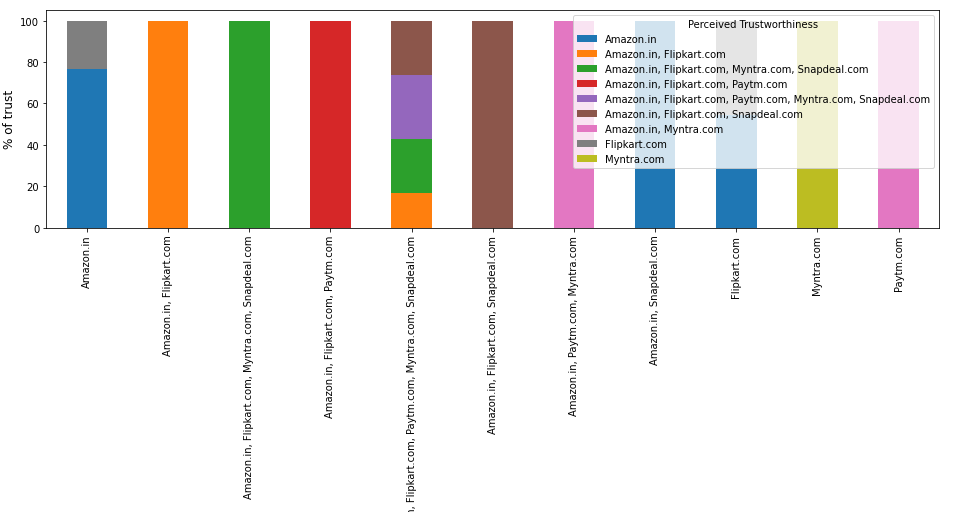 Perceived Trustworthiness
Amazon.in
Amazon.in, Flipkart.com
Amazon.in, Flipkart.com, Myntra.com, Snapdeal.com
Amazon.in, Flipkart.com, Paytm.com
Amazon.in, Flipkart.com, Paytm.com, Myntra.com, Snapdeal.com
Amazon.in, Flipkart.com, Snapdeal.com
Amazon.in, Myntra.com
Flipkart.com
Myntra.com
% of trust
100
80
60
40
20
0
Amazon.in
Amazon.in, Flipkart.com
Amazon.in, Flipkart.com, Myntra.com, Snapdeal.com
Amazon.in, Flipkart.com, Paytm.com
, Flipkart.com, Paytm.com, Myntra.com, Snapdeal.com
Amazon.in, Flipkart.com, Snapdeal.com
Amazon.in, Paytm.com, Myntra.com
Amazon.in, Snapdeal.com
Flipkart.com
Myntra.com
Paytm.com